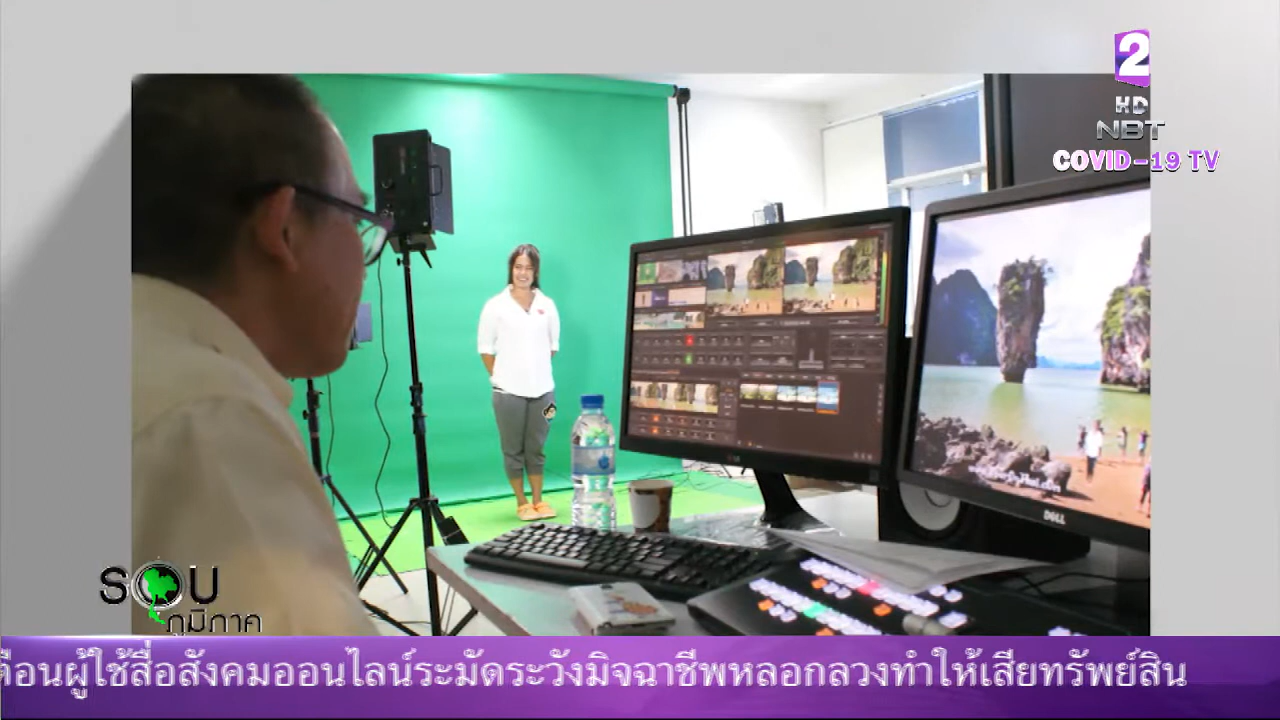 2
HD
NBT
COVID-19 TV
DELL
รอบ
ภูมิภาค
ผู้ใช้สื่อสังคมออนไลน์ระมัดระวังมิจฉาชีพหลอกลวงทำให้เสียทรัพย์สิน